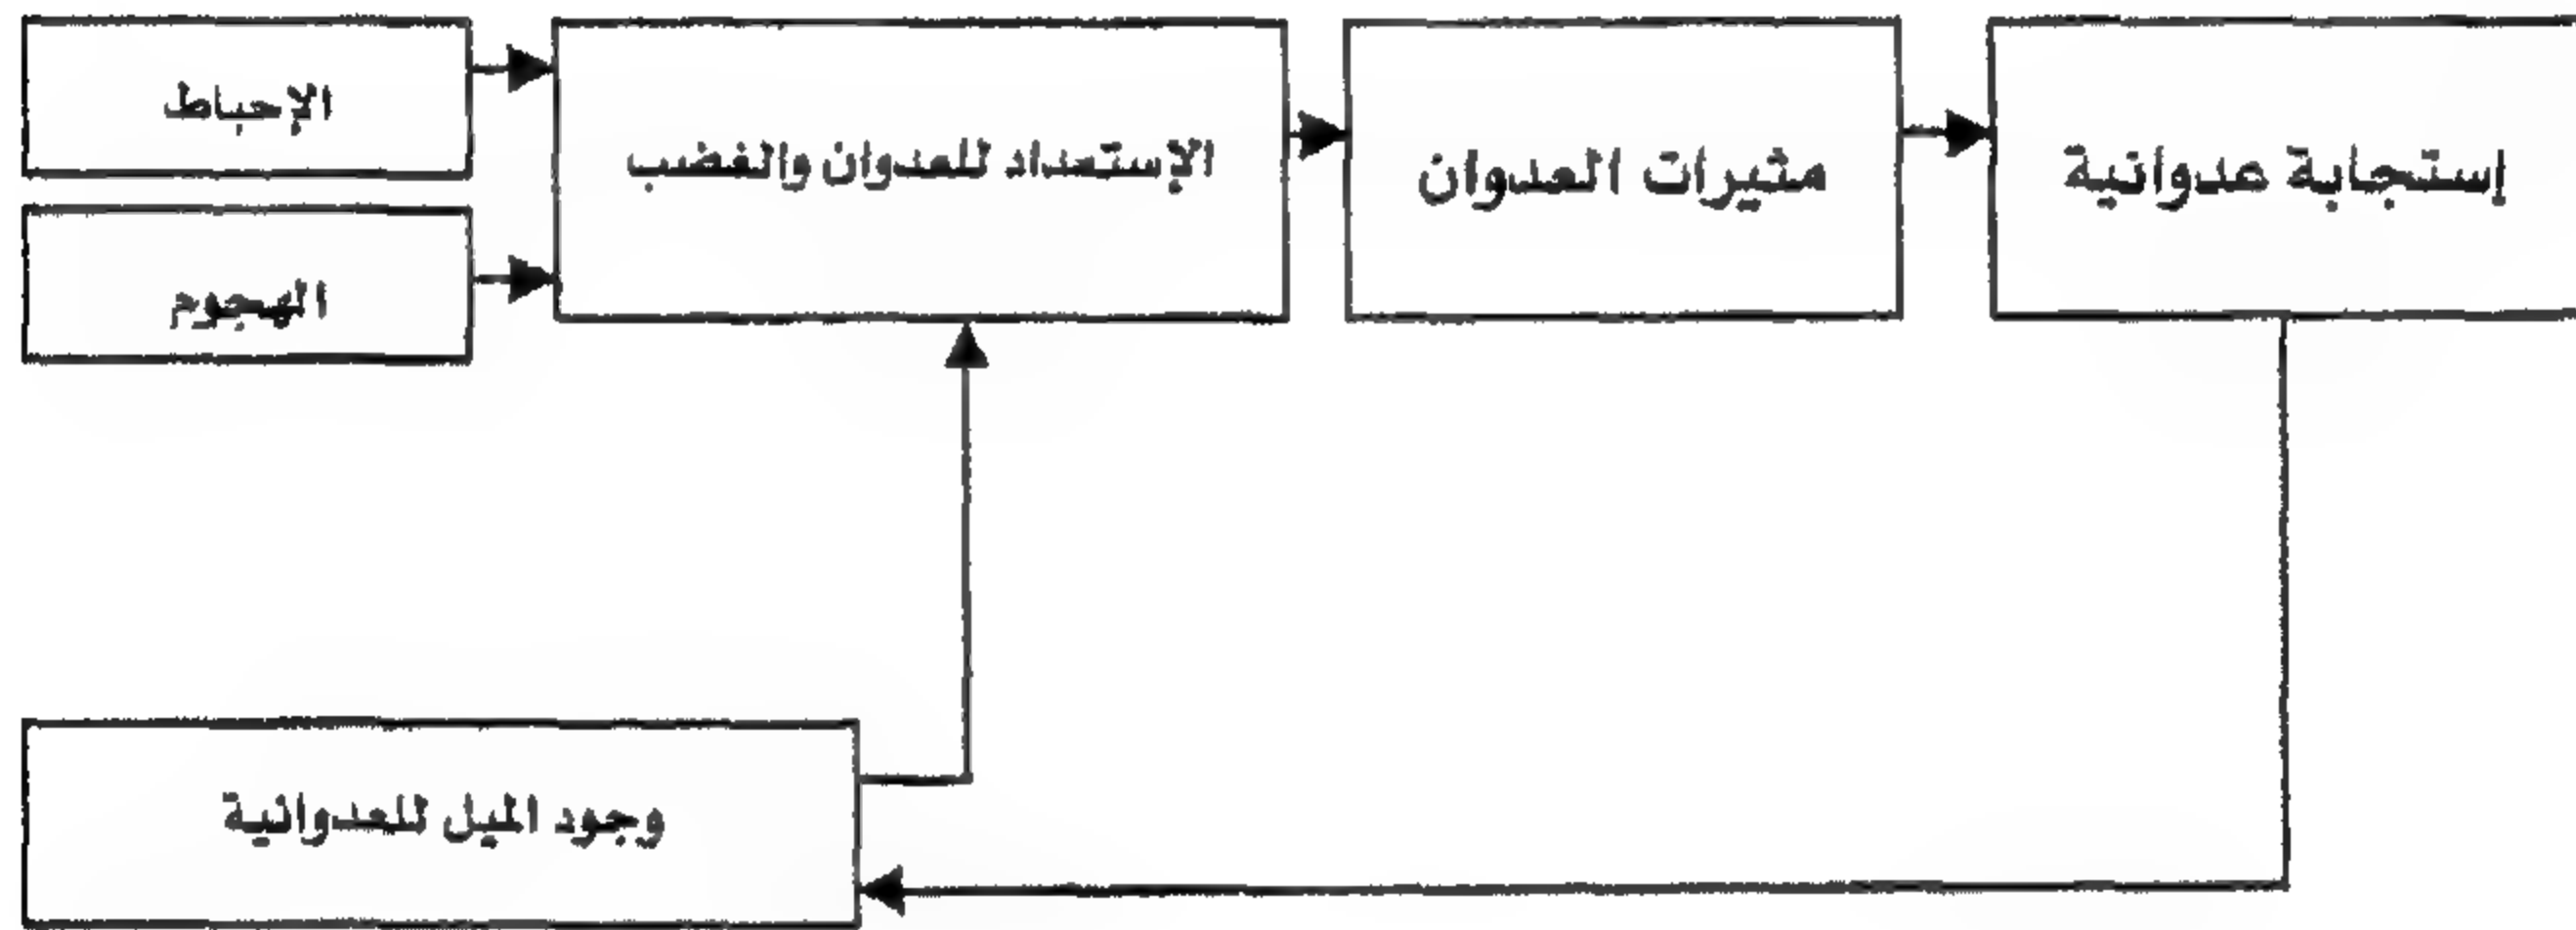 الإحباط
الهجوم
الإستعداد للعدوان والغضب
مثيرات العدوان
إستجابة عدوانية
وجود الميل للعدوانية